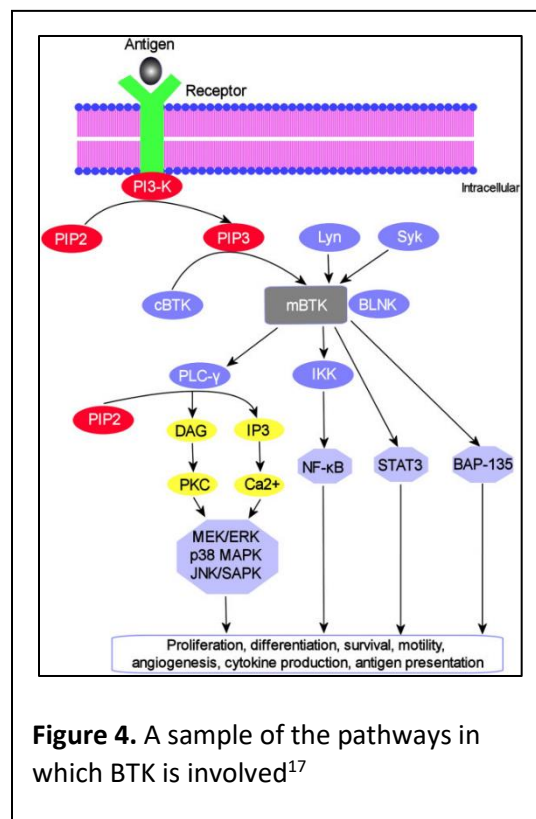 Antigen
Receptor
PI3-K
Intracellular
PIP2
PIP3
Lyn
Syk
cBTK
mBTK
BLNK
PLC-γ
IKK
PIP2
DAG
IP3
NF-κB
STAT3
BAP-135
PKC
Ca2+
MEK/ERK
p38 MAPK
JNK/SAPK
Proliferation, differentiation, survival, motility,
angiogenesis, cytokine production, antigen presentation
Figure 4. A sample of the pathways in
which BTK is involved17